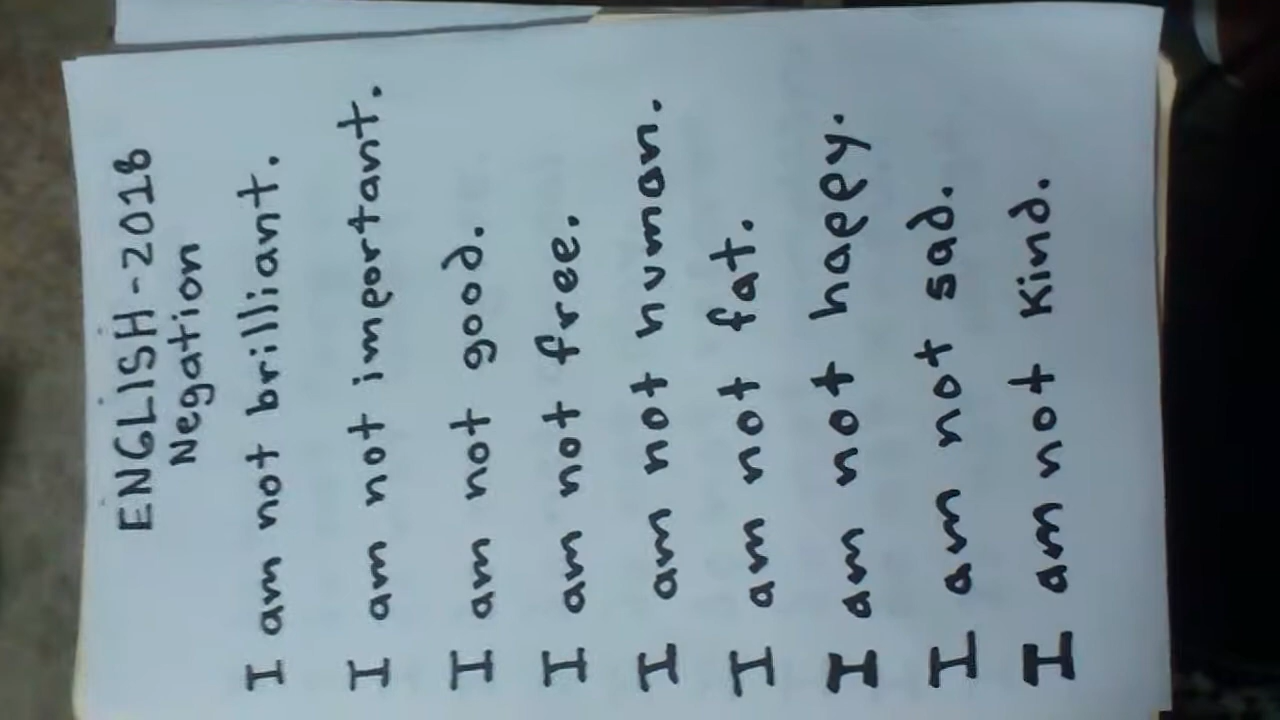 ENGLISH-2018
Negation
I am not brilliant.
I am not important.
I am not good.
I am not free.
I am not human.
I am not fat.
I am not happy.
I am not sad.
I am not kind.